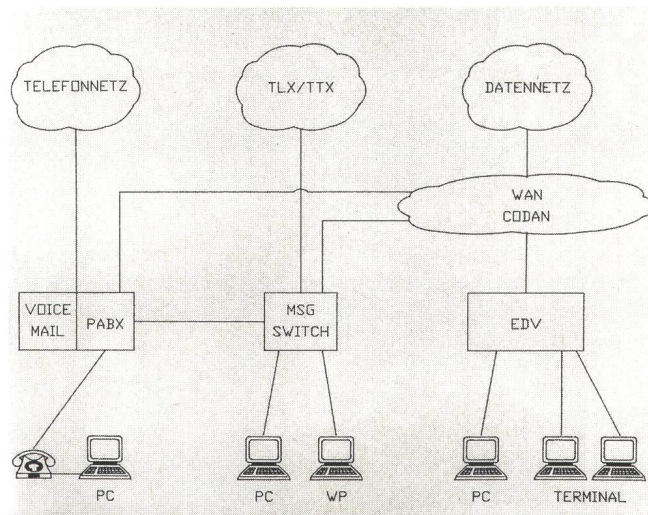 TELEFONNETZ
TLX/TTX
DATENNETZ
WAN
CODAN
VOICE
MAIL
PABX
MSG
SWITCH
EDV
PC
PC
WP
PC
TERMINAL